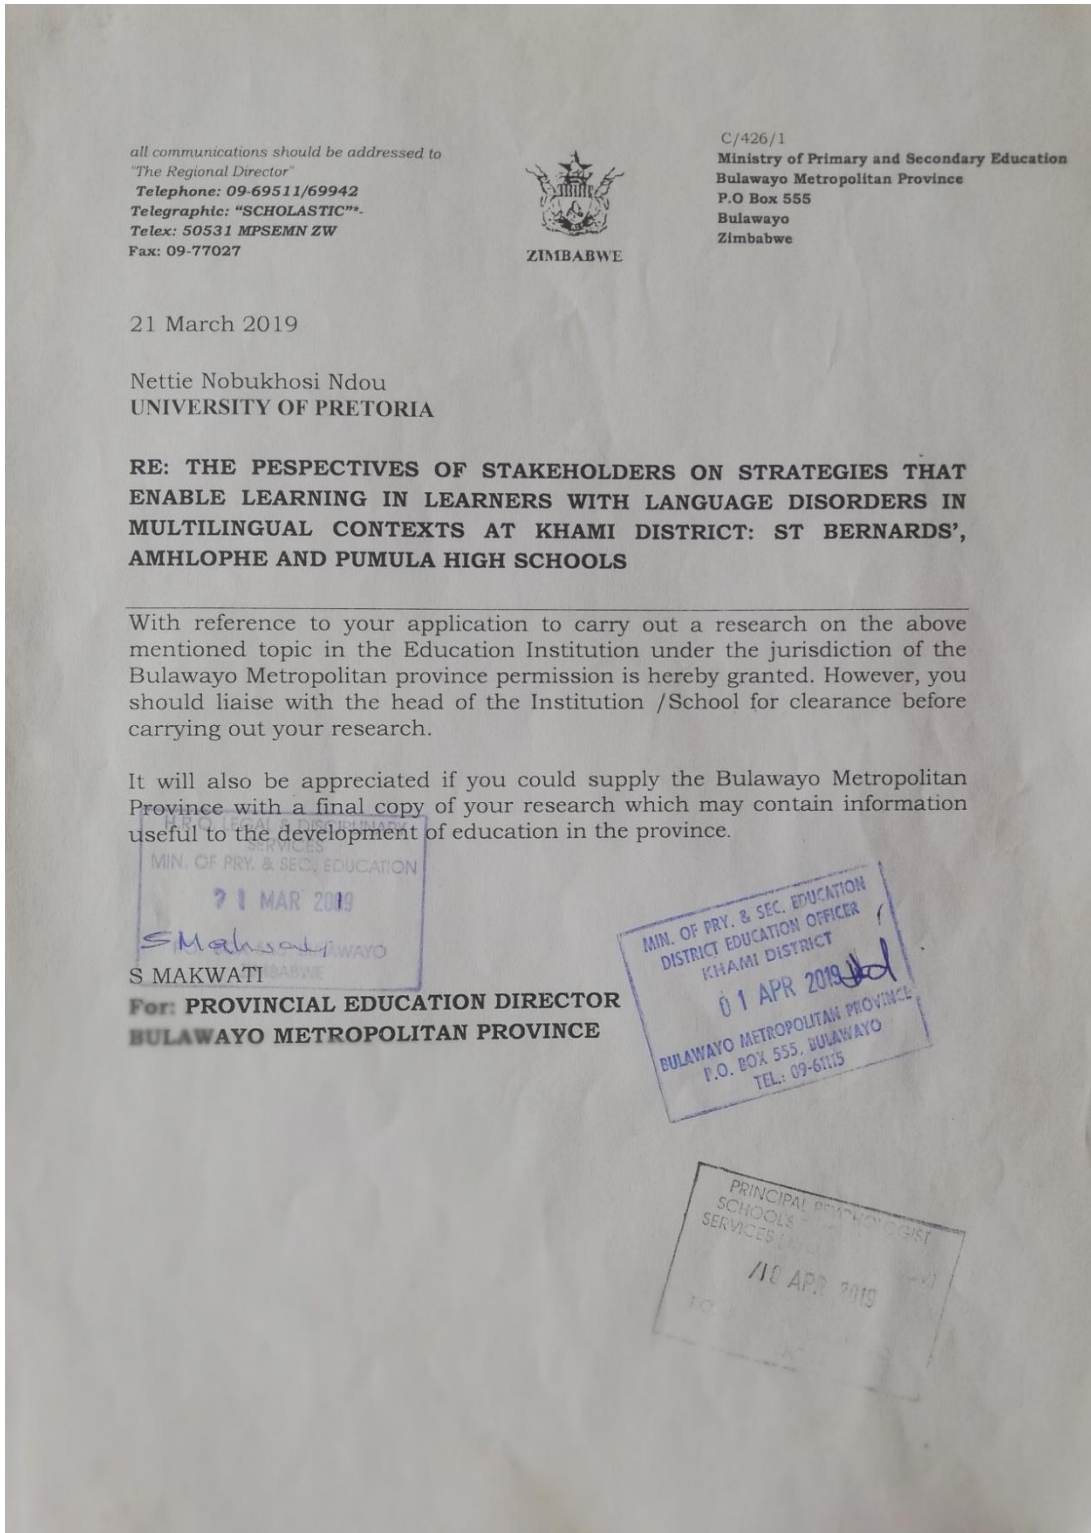 all communications should be addressed to
"The Regional Director"
Telephone: 09-69511/69942
Telegraphic: “SCHOLASTIC”*-
Telex: 50531 MPSEMN ZW
Fax: 09-77027
ZIMBABWE
C/426/1
Ministry of Primary and Secondary Education
Bulawayo Metropolitan Province
P.O Box 555
Bulawayo
Zimbabwe
21 March 2019
Nettie Nobukhosi Ndou
UNIVERSITY OF PRETORIA
RE: THE PESPECTIVES OF STAKEHOLDERS ON STRATEGIES THAT
ENABLE LEARNING IN LEARNERS WITH LANGUAGE DISORDERS IN
MULTILINGUAL CONTEXTS AT KHAMI DISTRICT: ST BERNARDS’,
AMHLOPHE AND PUMULA HIGH SCHOOLS
With reference to your application to carry out a research on the above
mentioned topic in the Education Institution under the jurisdiction of the
Bulawayo Metropolitan province permission is hereby granted. However, you
should liaise with the head of the Institution /School for clearance before
carrying out your research.
It will also be appreciated if you could supply the Bulawayo Metropolitan
Province with a final copy of your research which may contain information
useful to the development of education in the province.
H.R.O LEGAL & DISCIPLINARY
SERVICES
MIN. OF PRY. & SEC. EDUCATION
21 MAR 2019
S Makwati
S MAKWATI
For: PROVINCIAL EDUCATION DIRECTOR
BULAWAYO METROPOLITAN PROVINCE
MIN. OF PRY. & SEC. EDUCATION
DISTRICT EDUCATION OFFICER
KHAMI DISTRICT
01 APR 2019
BULAWAYO METROPOLITAN PROVINCE
P.O. BOX 555, BULAWAYO
TEL.: 09-61115
PRINCIPAL PSYCHOLOGIST
SCHOOLS
SERVICES
APR 2019